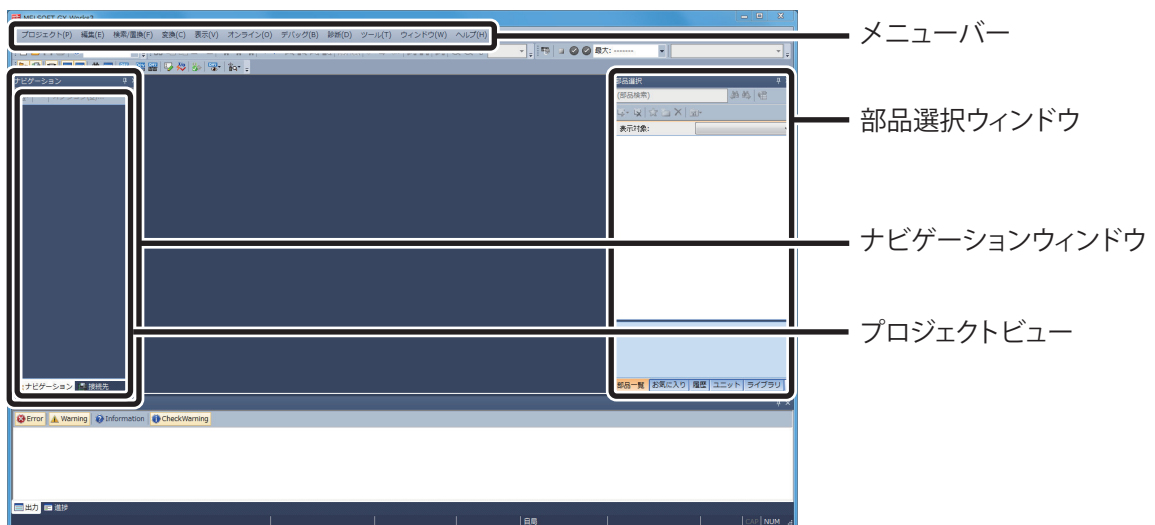 MELSOFT GX Works3
プロジェクト(P) 編集(E) 検索/置換(F) 変換(C) 表示(V) オンライン(O) デバッグ(B) 診断(D) ツール(T) ウィンドウ(W) ヘルプ(H)
メニューバー
最大: -------
ナビゲーション
部品選択
(部品検索)
部品選択ウィンドウ
表示対象:
ナビゲーションウィンドウ
プロジェクトビュー
ナビゲーション 接続先
部品一覧 お気に入り 履歴 ユニット ライブラリ
Error Warning Information CheckWarning
出力 進捗
自局 CAP NUM